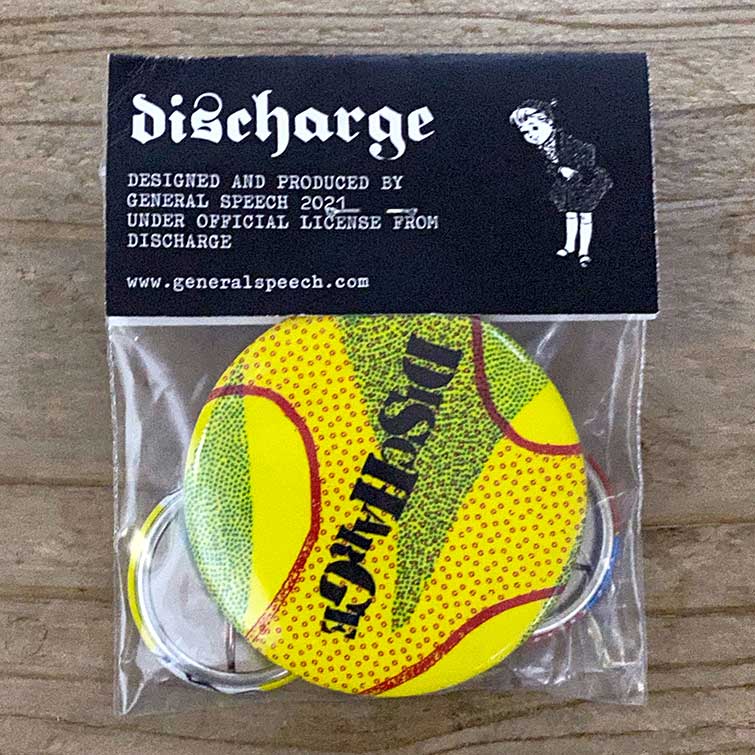 discharge
DESIGNED AND PRODUCED BY
GENERAL SPEECH 2021
UNDER OFFICIAL LICENSE FROM
DISCHARGE
www.generalspeech.com
DISCHARGE